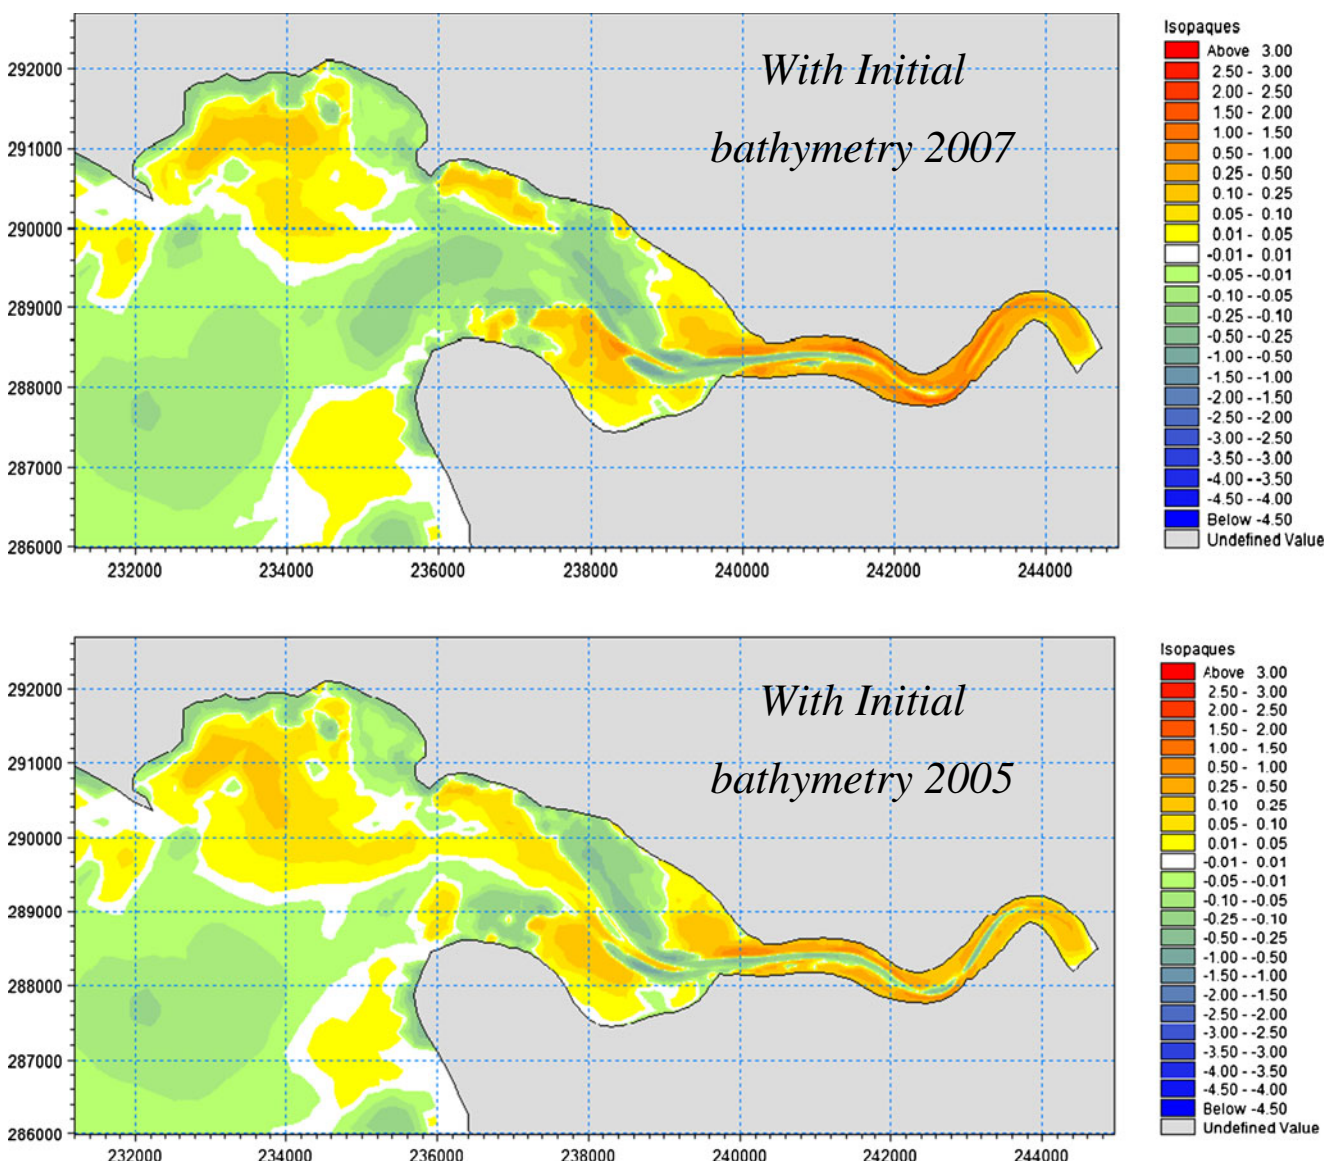 With Initial
bathymetry 2007
292000
291000
290000
289000
288000
287000
286000
232000 234000 236000 238000 240000 242000 244000
Isopaques
Above 3.00
2.50 - 3.00
2.00 - 2.50
1.50 - 2.00
1.00 - 1.50
0.50 - 1.00
0.25 - 0.50
0.10 - 0.25
0.05 - 0.10
0.01 - 0.05
-0.01 - 0.01
-0.05 - -0.01
-0.10 - -0.05
-0.25 - -0.10
-0.50 - -0.25
-1.00 - -0.50
-1.50 - -1.00
-2.00 - -1.50
-2.50 - -2.00
-3.00 - -2.50
-3.50 - -3.00
-4.00 - -3.50
-4.50 - -4.00
Below -4.50
Undefined Value
With Initial
bathymetry 2005
292000
291000
290000
289000
288000
287000
286000
232000 234000 236000 238000 240000 242000 244000
Isopaques
Above 3.00
2.50 - 3.00
2.00 - 2.50
1.50 - 2.00
1.00 - 1.50
0.50 - 1.00
0.25 - 0.50
0.10 0.25
0.05 - 0.10
0.01 - 0.05
-0.01 - 0.01
-0.05 - -0.01
-0.10 - -0.05
-0.25 - -0.10
-0.50 - -0.25
-1.00 - -0.50
-1.50 - -1.00
-2.00 - -1.50
-2.50 - -2.00
-3.00 - -2.50
-3.50 - -3.00
-4.00 - -3.50
-4.50 - -4.00
Below -4.50
Undefined Value